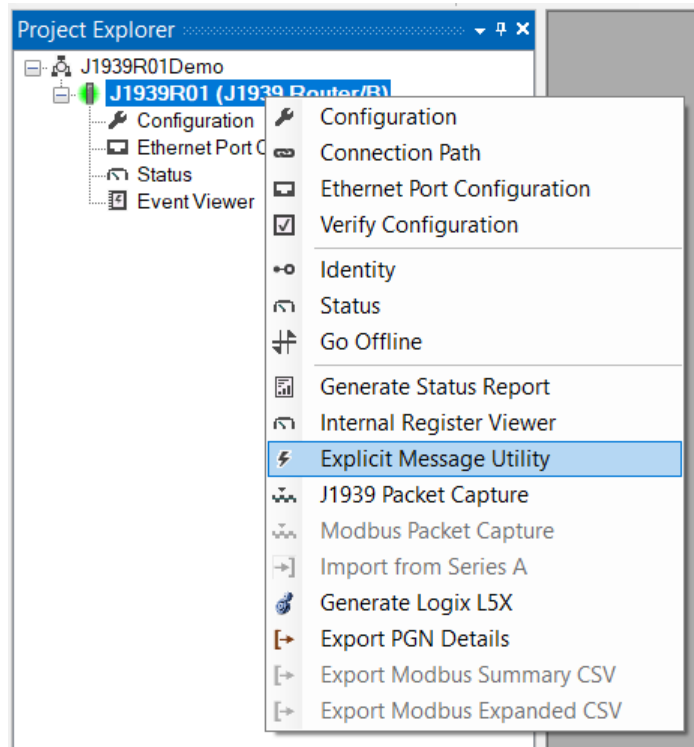 Project Explorer
J1939R01Demo
J1939R01 (J1939 Router/B)
Configuration
Ethernet Port C
Status
Event Viewer
Configuration
Connection Path
Ethernet Port Configuration
Verify Configuration
Identity
Status
Go Offline
Generate Status Report
Internal Register Viewer
Explicit Message Utility
J1939 Packet Capture
Modbus Packet Capture
Import from Series A
Generate Logix L5X
Export PGN Details
Export Modbus Summary CSV
Export Modbus Expanded CSV